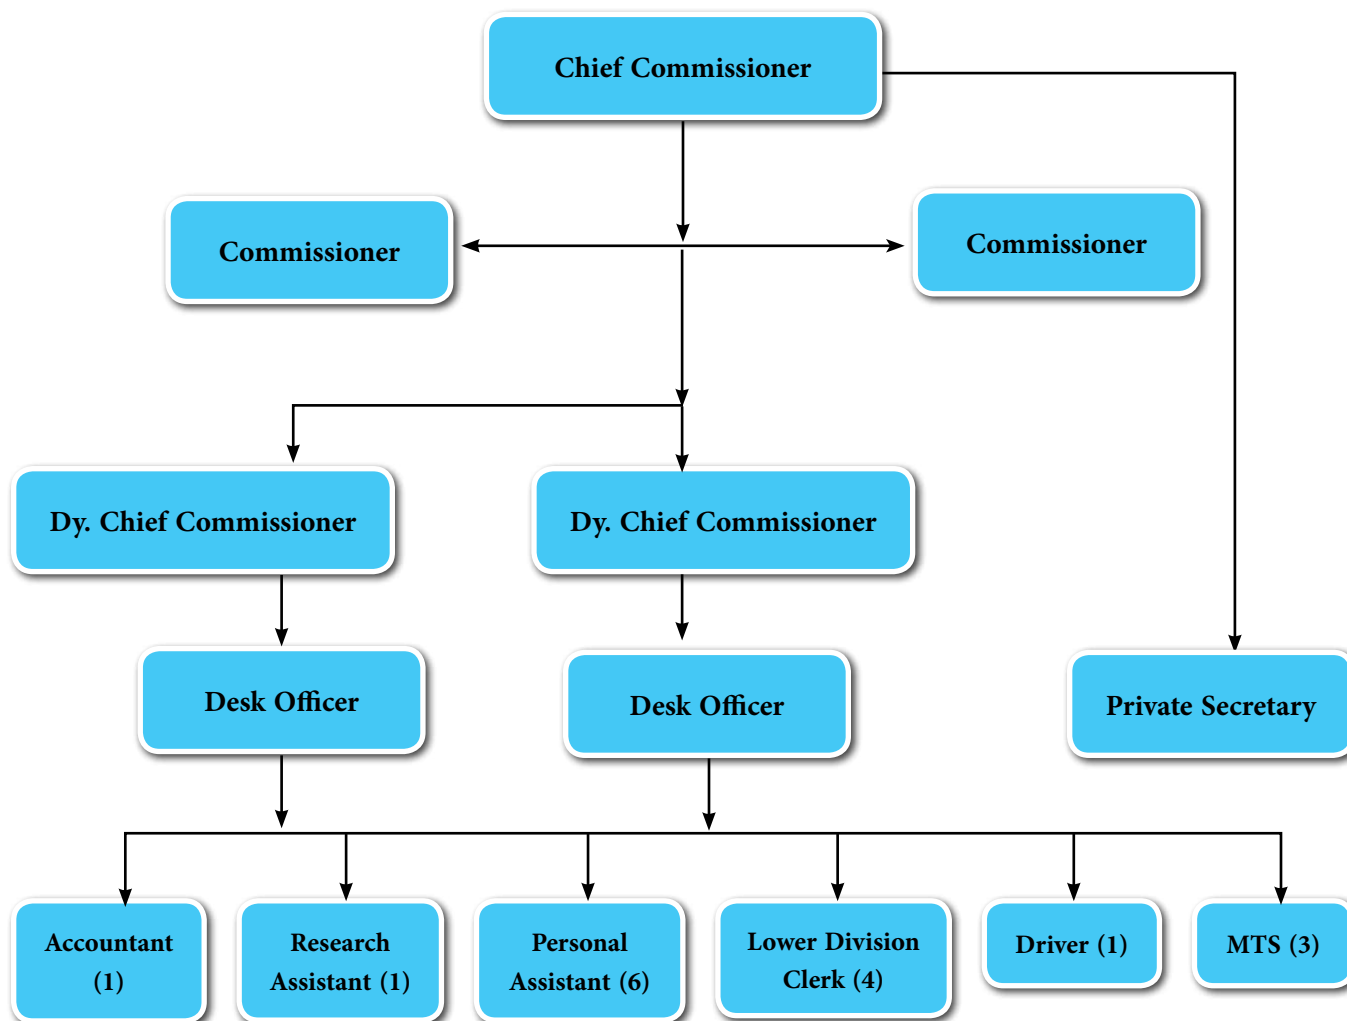 Chief Commissioner
Commissioner
Commissioner
Dy. Chief Commissioner
Dy. Chief Commissioner
Desk Officer
Desk Officer
Private Secretary
Accountant
(1)
Research
Assistant (1)
Personal
Assistant (6)
Lower Division
Clerk (4)
Driver (1)
MTS (3)